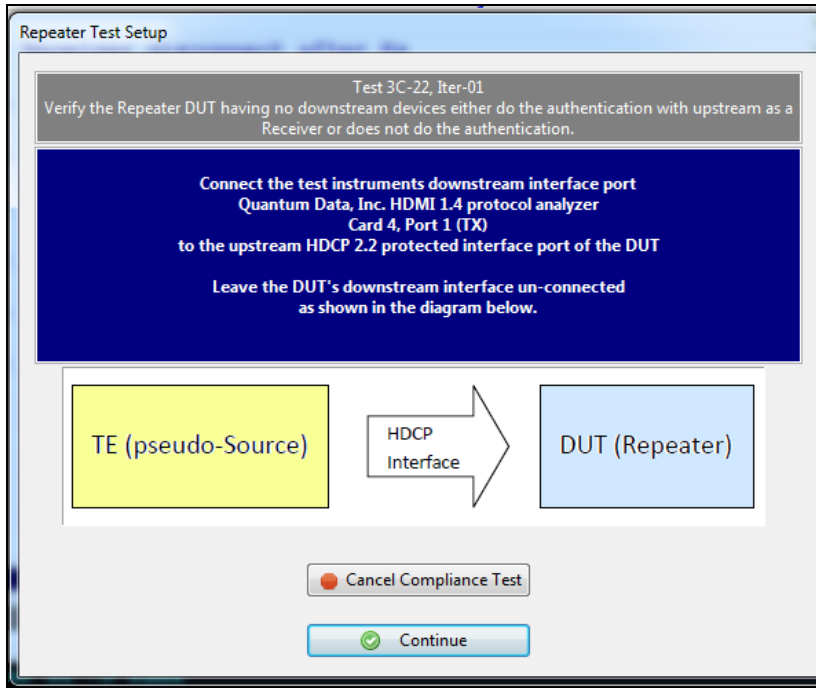 Repeater Test Setup
Test 3C-22, Iter-01
Verify the Repeater DUT having no downstream devices either do the authentication with upstream as a
Receiver or does not do the authentication.
Connect the test instruments downstream interface port
Quantum Data, Inc. HDMI 1.4 protocol analyzer
Card 4, Port 1 (TX)
to the upstream HDCP 2.2 protected interface port of the DUT
Leave the DUT's downstream interface un-connected
as shown in the diagram below.
TE (pseudo-Source)
HDCP
Interface
DUT (Repeater)
Cancel Compliance Test
Continue